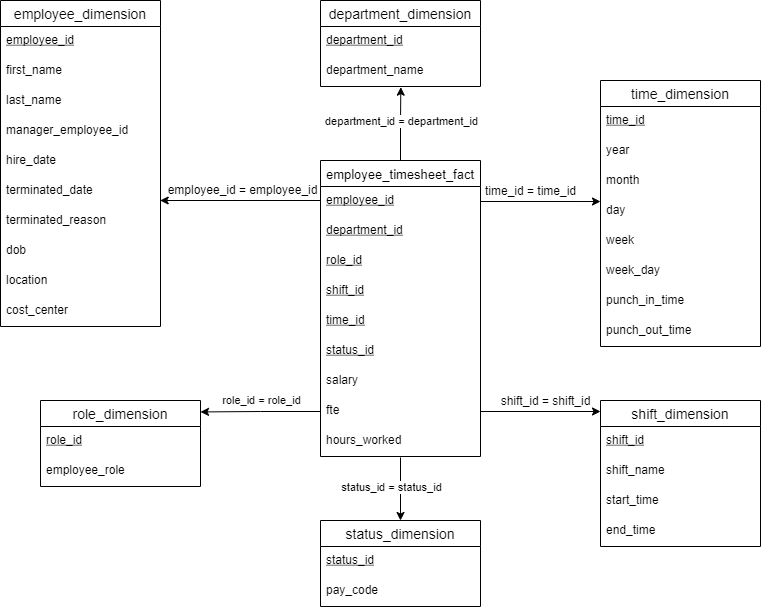 employee_dimension
employee_id
first_name
last_name
manager_employee_id
hire_date
terminated_date
terminated_reason
dob
location
cost_center
department_dimension
department_id
department_name
department_id = department_id
time_dimension
time_id
year
month
day
week
week_day
punch_in_time
punch_out_time
employee_id = employee_id
employee_timesheet_fact
employee_id
department_id
role_id
shift_id
time_id
status_id
salary
fte
hours_worked
time_id = time_id
role_id = role_id
role_dimension
role_id
employee_role
shift_id = shift_id
shift_dimension
shift_id
shift_name
start_time
end_time
status_id = status_id
status_dimension
status_id
pay_code